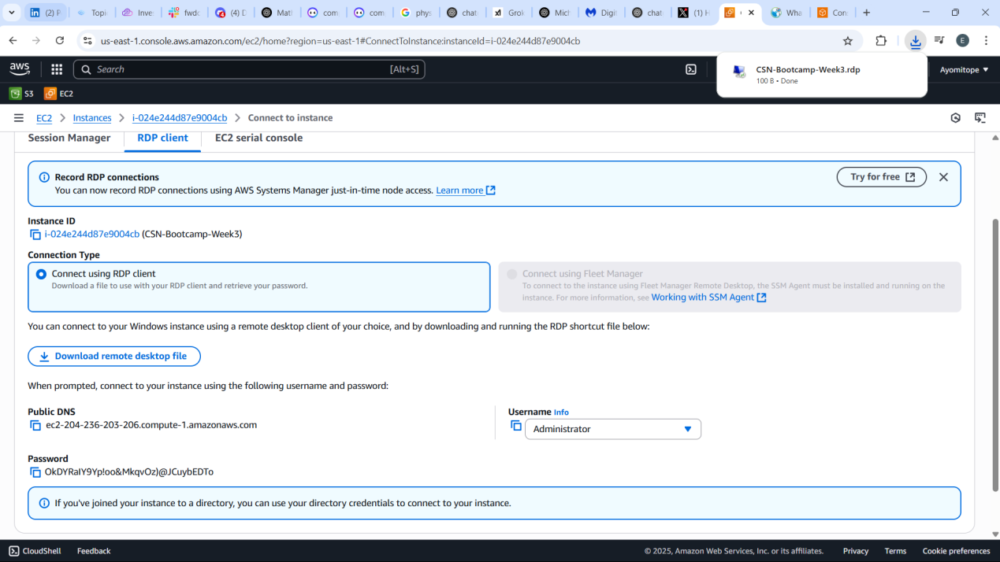 (2) P
Topi
Inve
fwdc
(4) D
Mat
com
com
phys
chat
Grok
Mich
Digit
chat
(1) H
Wha
Con
us-east-1.console.aws.amazon.com/ec2/home?region=us-east-1#ConnectToInstance:instanceId=i-024e244d87e9004cb
E
aws
Search
[Alt+S]
CSN-Bootcamp-Week3.rdp
100 B • Done
Ayomitope
S3
EC2
EC2 > Instances > i-024e244d87e9004cb > Connect to instance
Session Manager
RDP client
EC2 serial console
Record RDP connections
You can now record RDP connections using AWS Systems Manager just-in-time node access. Learn more
Try for free
Instance ID
i-024e244d87e9004cb (CSN-Bootcamp-Week3)
Connection Type
Connect using RDP client
Download a file to use with your RDP client and retrieve your password.
Connect using Fleet Manager
To connect to the instance using Fleet Manager Remote Desktop, the SSM Agent must be installed and running on the
instance. For more information, see Working with SSM Agent
You can connect to your Windows instance using a remote desktop client of your choice, and by downloading and running the RDP shortcut file below:
Download remote desktop file
When prompted, connect to your instance using the following username and password:
Public DNS
ec2-204-236-203-206.compute-1.amazonaws.com
Username Info
Administrator
Password
OkDYRaIY9Yp!oo&MkqvOz)@JCuybEDTo
If you've joined your instance to a directory, you can use your directory credentials to connect to your instance.
CloudShell
Feedback
© 2025, Amazon Web Services, Inc. or its affiliates.
Privacy
Terms
Cookie preferences